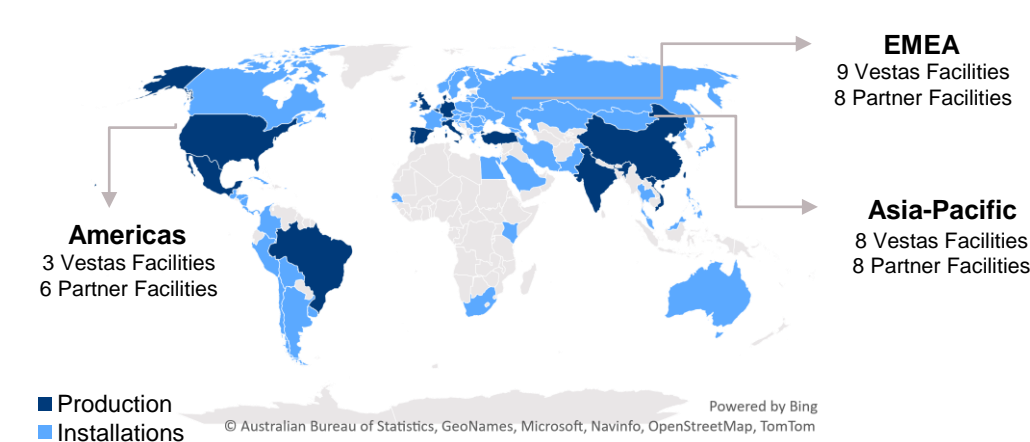 EMEA
9 Vestas Facilities
8 Partner Facilities
Americas
3 Vestas Facilities
6 Partner Facilities
Asia-Pacific
8 Vestas Facilities
8 Partner Facilities
Production
Installations
Powered by Bing
© Australian Bureau of Statistics, GeoNames, Microsoft, Navinfo, OpenStreetMap, TomTom